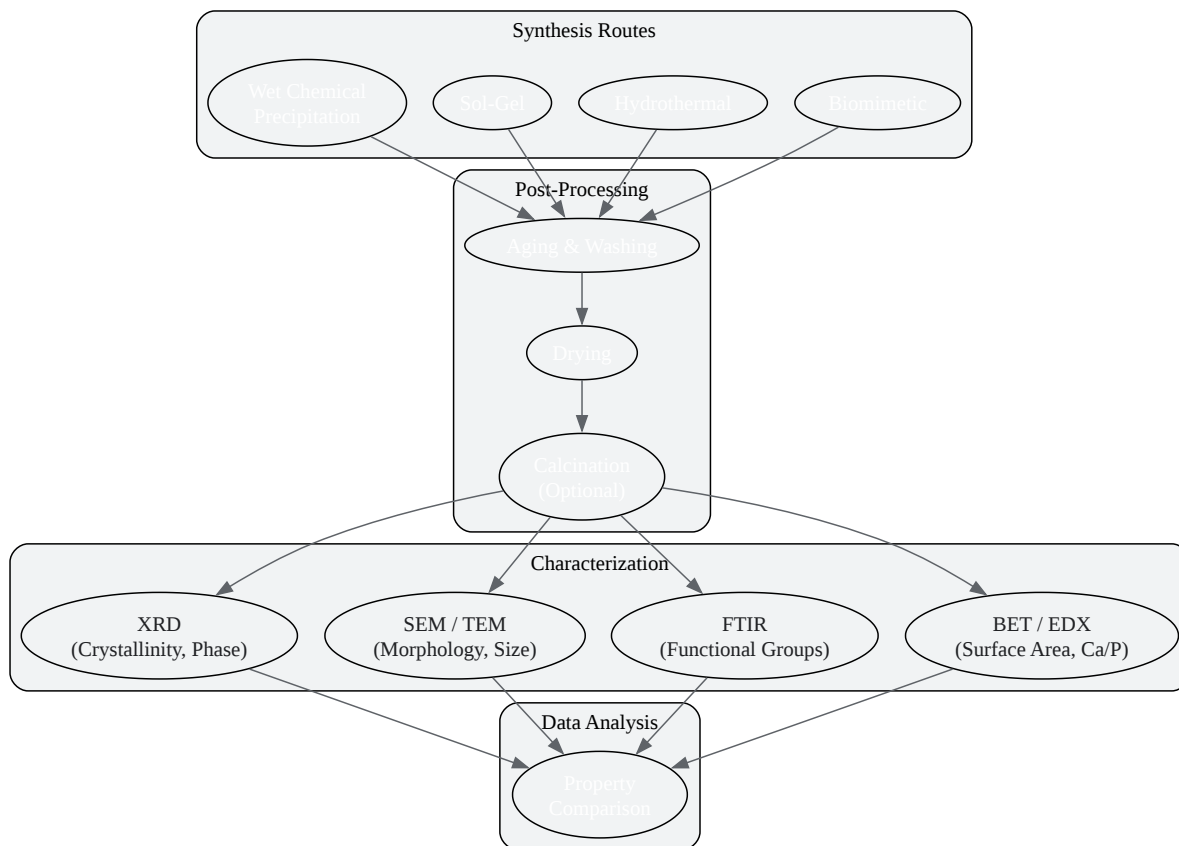 Synthesis Routes
Wet Chemical
Precipitation
Sol-Gel
Hydrothermal
Biomimetic
Post-Processing
Aging & Washing
Drying
Calcination
(Optional)
Characterization
XRD
(Crystallinity, Phase)
SEM / TEM
(Morphology, Size)
FTIR
(Functional Groups)
BET / EDX
(Surface Area, Ca/P)
Data Analysis
Property
Comparison